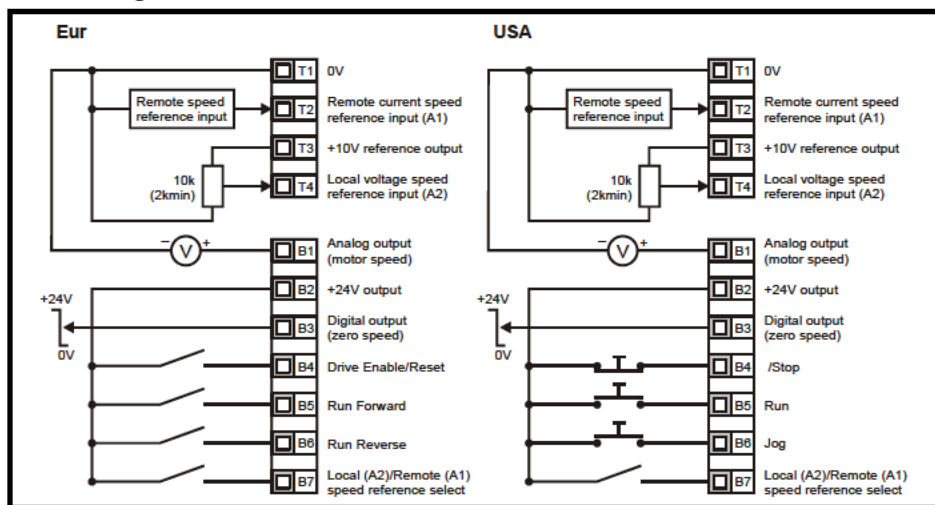 Eur
T1 0V
Remote speed
reference input
T2 Remote current speed
reference input (A1)
T3 +10V reference output
10k
(2kmin)
T4 Local voltage speed
reference input (A2)
− V +
B1 Analog output
(motor speed)
B2 +24V output
+24V
0V
B3 Digital output
(zero speed)
B4 Drive Enable/Reset
B5 Run Forward
B6 Run Reverse
B7 Local (A2)/Remote (A1)
speed reference select
USA
T1 0V
Remote speed
reference input
T2 Remote current speed
reference input (A1)
T3 +10V reference output
10k
(2kmin)
T4 Local voltage speed
reference input (A2)
− V +
B1 Analog output
(motor speed)
B2 +24V output
+24V
0V
B3 Digital output
(zero speed)
B4 /Stop
B5 Run
B6 Jog
B7 Local (A2)/Remote (A1)
speed reference select